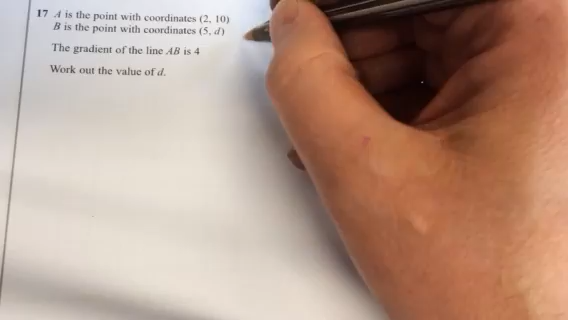 17 A is the point with coordinates (2, 10)
B is the point with coordinates (5, d)
The gradient of the line AB is 4
Work out the value of d.